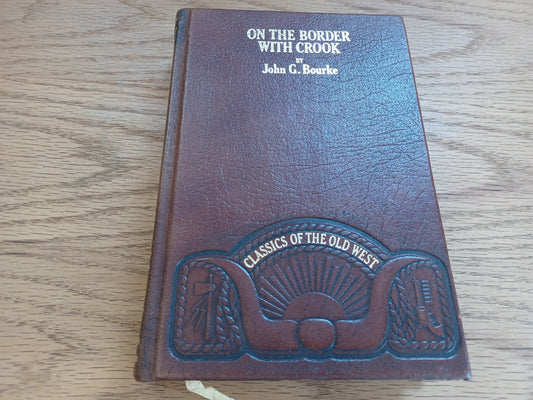 ON THE BORDER
WITH CROOK
BY
John G. Bourke
CLASSICS OF THE OLD WEST